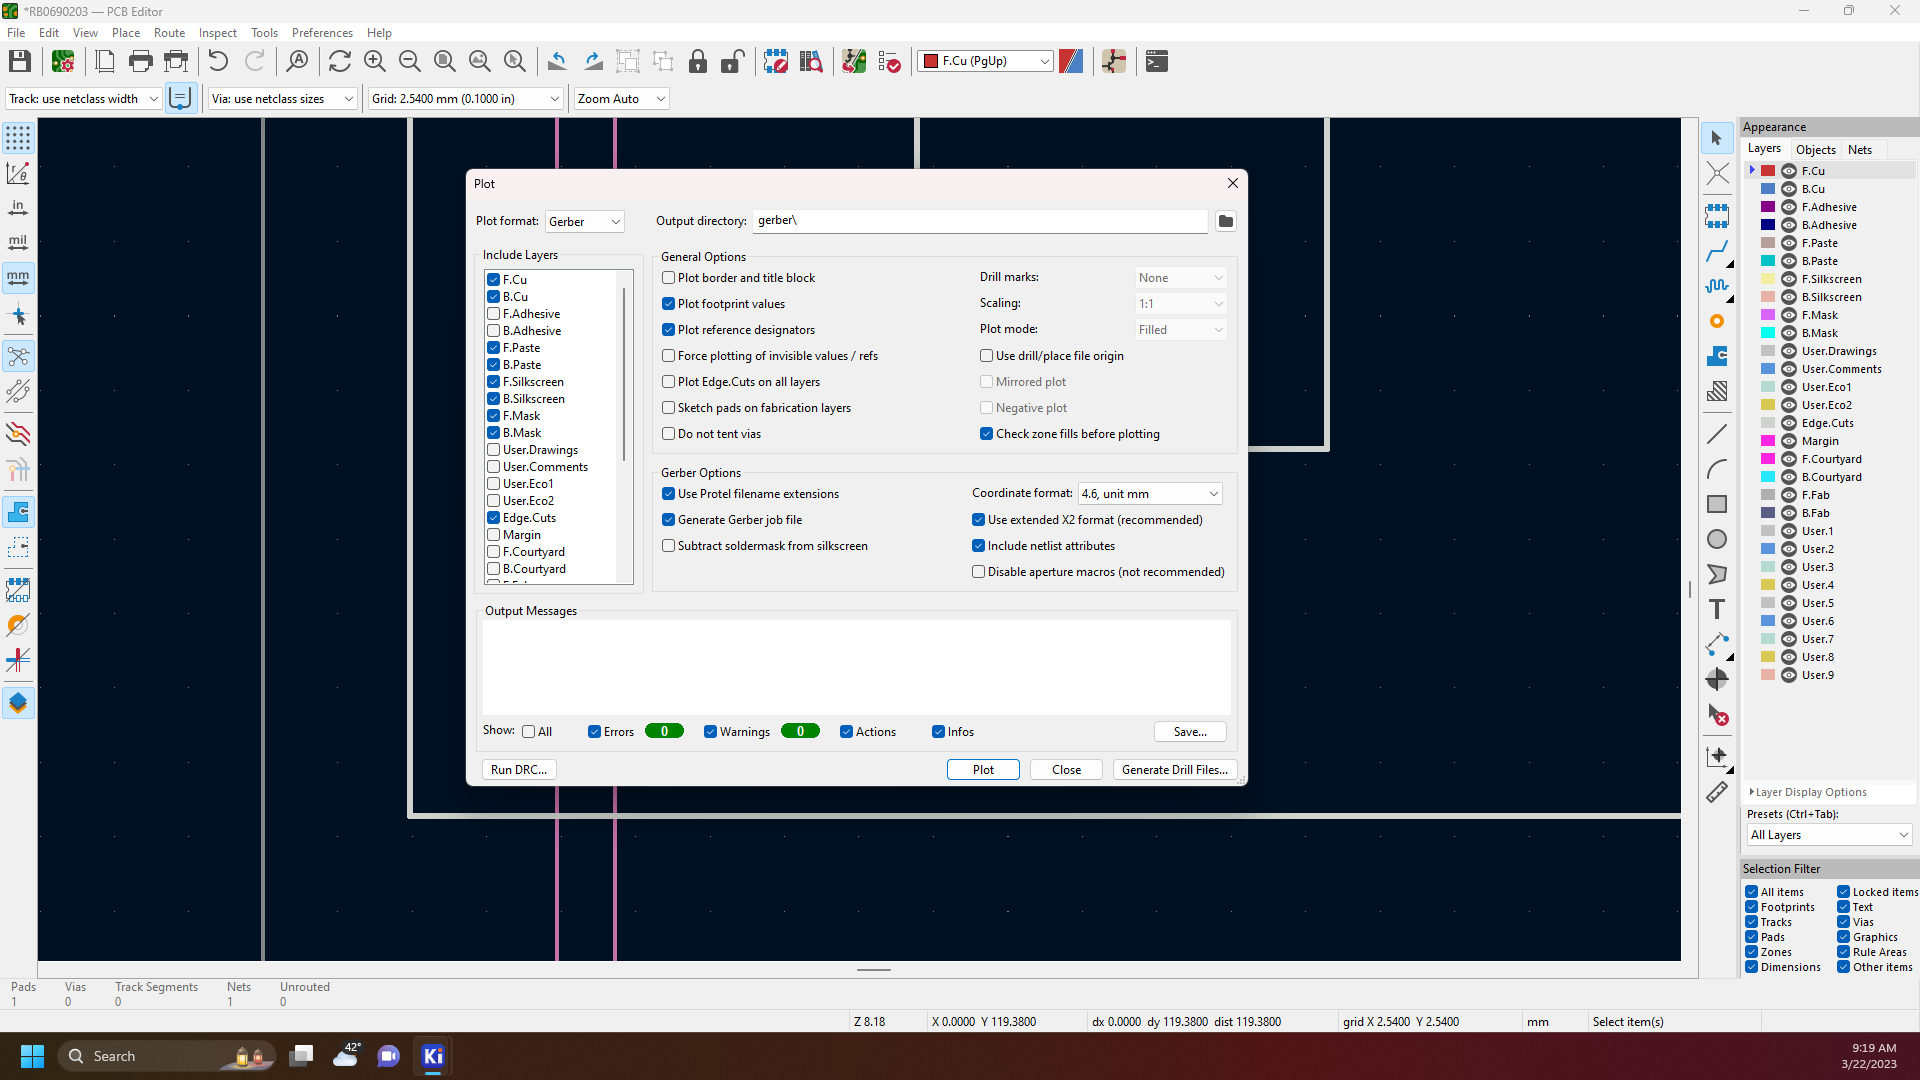 *RB0690203 — PCB Editor
File Edit View Place Route Inspect Tools Preferences Help
F.Cu (PgUp)
Track: use netclass width
Via: use netclass sizes
Grid: 2.5400 mm (0.1000 in)
Zoom Auto
in
mil
mm
Plot
Plot format: Gerber
Output directory: gerber\
Include Layers
F.Cu
B.Cu
F.Adhesive
B.Adhesive
F.Paste
B.Paste
F.Silkscreen
B.Silkscreen
F.Mask
B.Mask
User.Drawings
User.Comments
User.Eco1
User.Eco2
Edge.Cuts
Margin
F.Courtyard
B.Courtyard
General Options
Plot border and title block
Plot footprint values
Plot reference designators
Force plotting of invisible values / refs
Plot Edge.Cuts on all layers
Sketch pads on fabrication layers
Do not tent vias
Drill marks: None
Scaling: 1:1
Plot mode: Filled
Use drill/place file origin
Mirrored plot
Negative plot
Check zone fills before plotting
Gerber Options
Use Protel filename extensions
Generate Gerber job file
Subtract soldermask from silkscreen
Coordinate format: 4.6, unit mm
Use extended X2 format (recommended)
Include netlist attributes
Disable aperture macros (not recommended)
Output Messages
Show: All Errors 0 Warnings 0 Actions Infos Save...
Run DRC... Plot Close Generate Drill Files...
Appearance
Layers Objects Nets
F.Cu
B.Cu
F.Adhesive
B.Adhesive
F.Paste
B.Paste
F.Silkscreen
B.Silkscreen
F.Mask
B.Mask
User.Drawings
User.Comments
User.Eco1
User.Eco2
Edge.Cuts
Margin
F.Courtyard
B.Courtyard
F.Fab
B.Fab
User.1
User.2
User.3
User.4
User.5
User.6
User.7
User.8
User.9
Layer Display Options
Presets (Ctrl+Tab):
All Layers
Selection Filter
All items Locked items
Footprints Text
Tracks Vias
Pads Graphics
Zones Rule Areas
Dimensions Other items
Pads Vias Track Segments Nets Unrouted
1 0 0 1 0
Z 8.18 X 0.0000 Y 119.3800 dx 0.0000 dy 119.3800 dist 119.3800 grid X 2.5400 Y 2.5400 mm Select item(s)
Search
42°
Ki
9:19 AM
3/22/2023